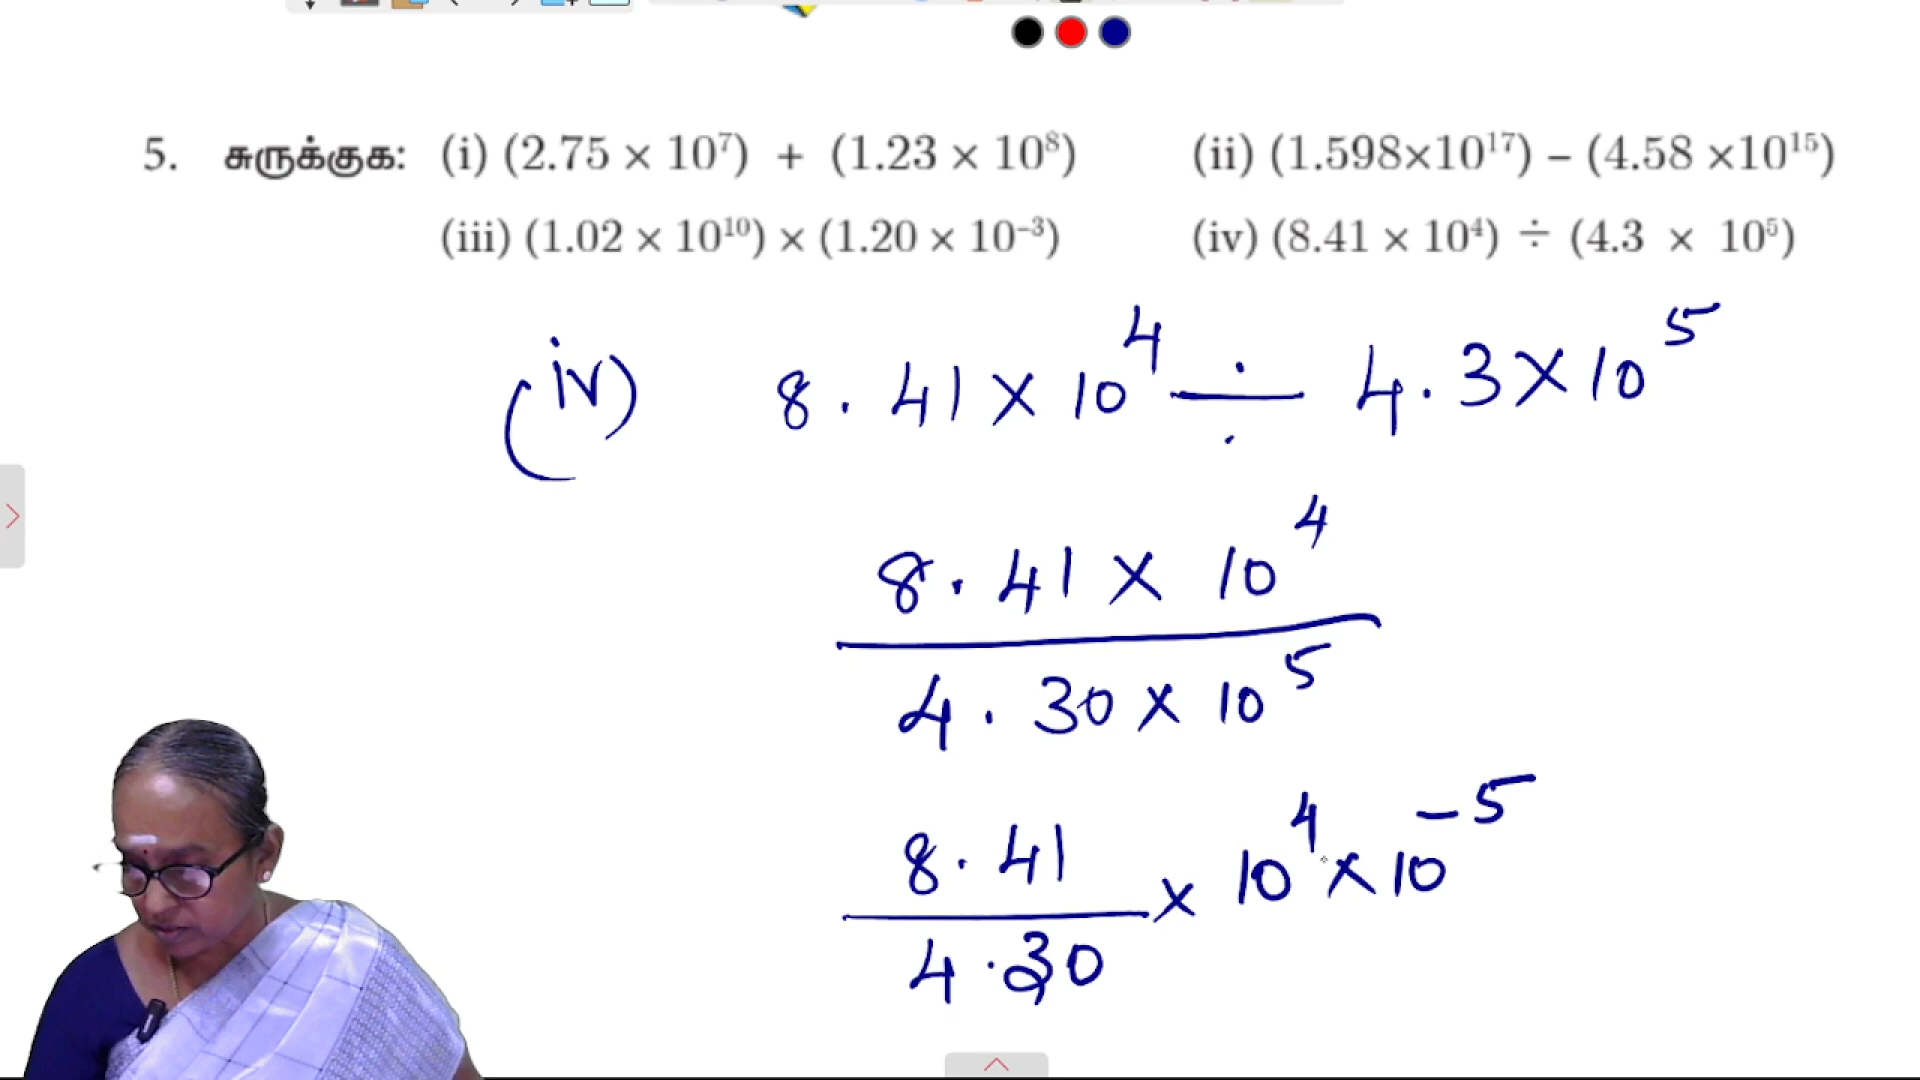 5. சுருக்குக: (i) (2.75 × 10⁷) + (1.23 × 10⁸) (ii) (1.598×10¹⁷) – (4.58 ×10¹⁵)
(iii) (1.02 × 10¹⁰) × (1.20 × 10⁻³) (iv) (8.41 × 10⁴) ÷ (4.3 × 10⁵)
(iv) 8.41 × 10⁴ ÷ 4.3 × 10⁵
8.41 × 10⁴
4.30 × 10⁵
8.41 × 10⁴ × 10⁻⁵
4.30